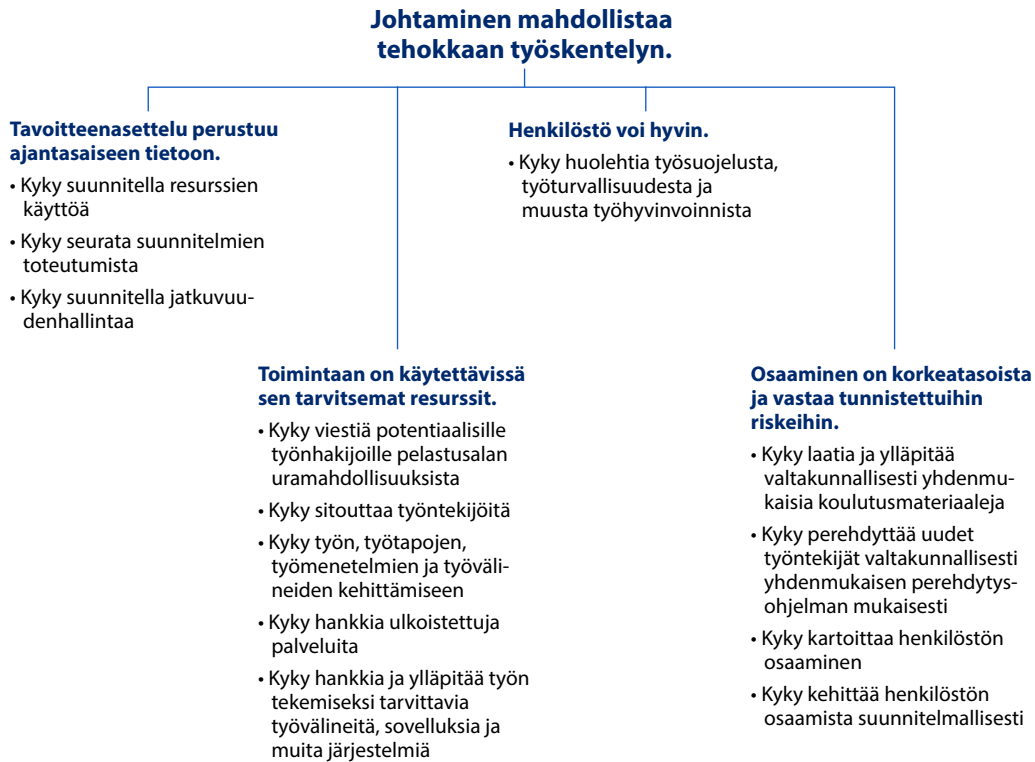 Johtaminen mahdollistaa
tehokkaan työskentelyn.
Tavoitteenasettelu perustuu
ajantasaiseen tietoon.
• Kyky suunnitella resurssien
käyttöä
• Kyky seurata suunnitelmien
toteutumista
• Kyky suunnitella jatkuvuu-
denhallintaa
Toimintaan on käytettävissä
sen tarvitsemat resurssit.
• Kyky viestiä potentiaalisille
työnhakijoille pelastusalan
uramahdollisuuksista
• Kyky sitouttaa työntekijöitä
• Kyky työn, työtapojen,
työmenetelmien ja työväli-
neiden kehittämiseen
• Kyky hankkia ulkoistettuja
palveluita
• Kyky hankkia ja ylläpitää työn
tekemiseksi tarvittavia
työvälineitä, sovelluksia ja
muita järjestelmiä
Henkilöstö voi hyvin.
• Kyky huolehtia työsuojelusta,
työturvallisuudesta ja
muusta työhyvinvoinnista
Osaaminen on korkeatasoista
ja vastaa tunnistettuihin
riskeihin.
• Kyky laatia ja ylläpitää
valtakunnallisesti yhdenmu-
kaisia koulutusmateriaaleja
• Kyky perehdyttää uudet
työntekijät valtakunnallisesti
yhdenmukaisen perehdytys-
ohjelman mukaisesti
• Kyky kartoittaa henkilöstön
osaaminen
• Kyky kehittää henkilöstön
osaamista suunnitelmallisesti